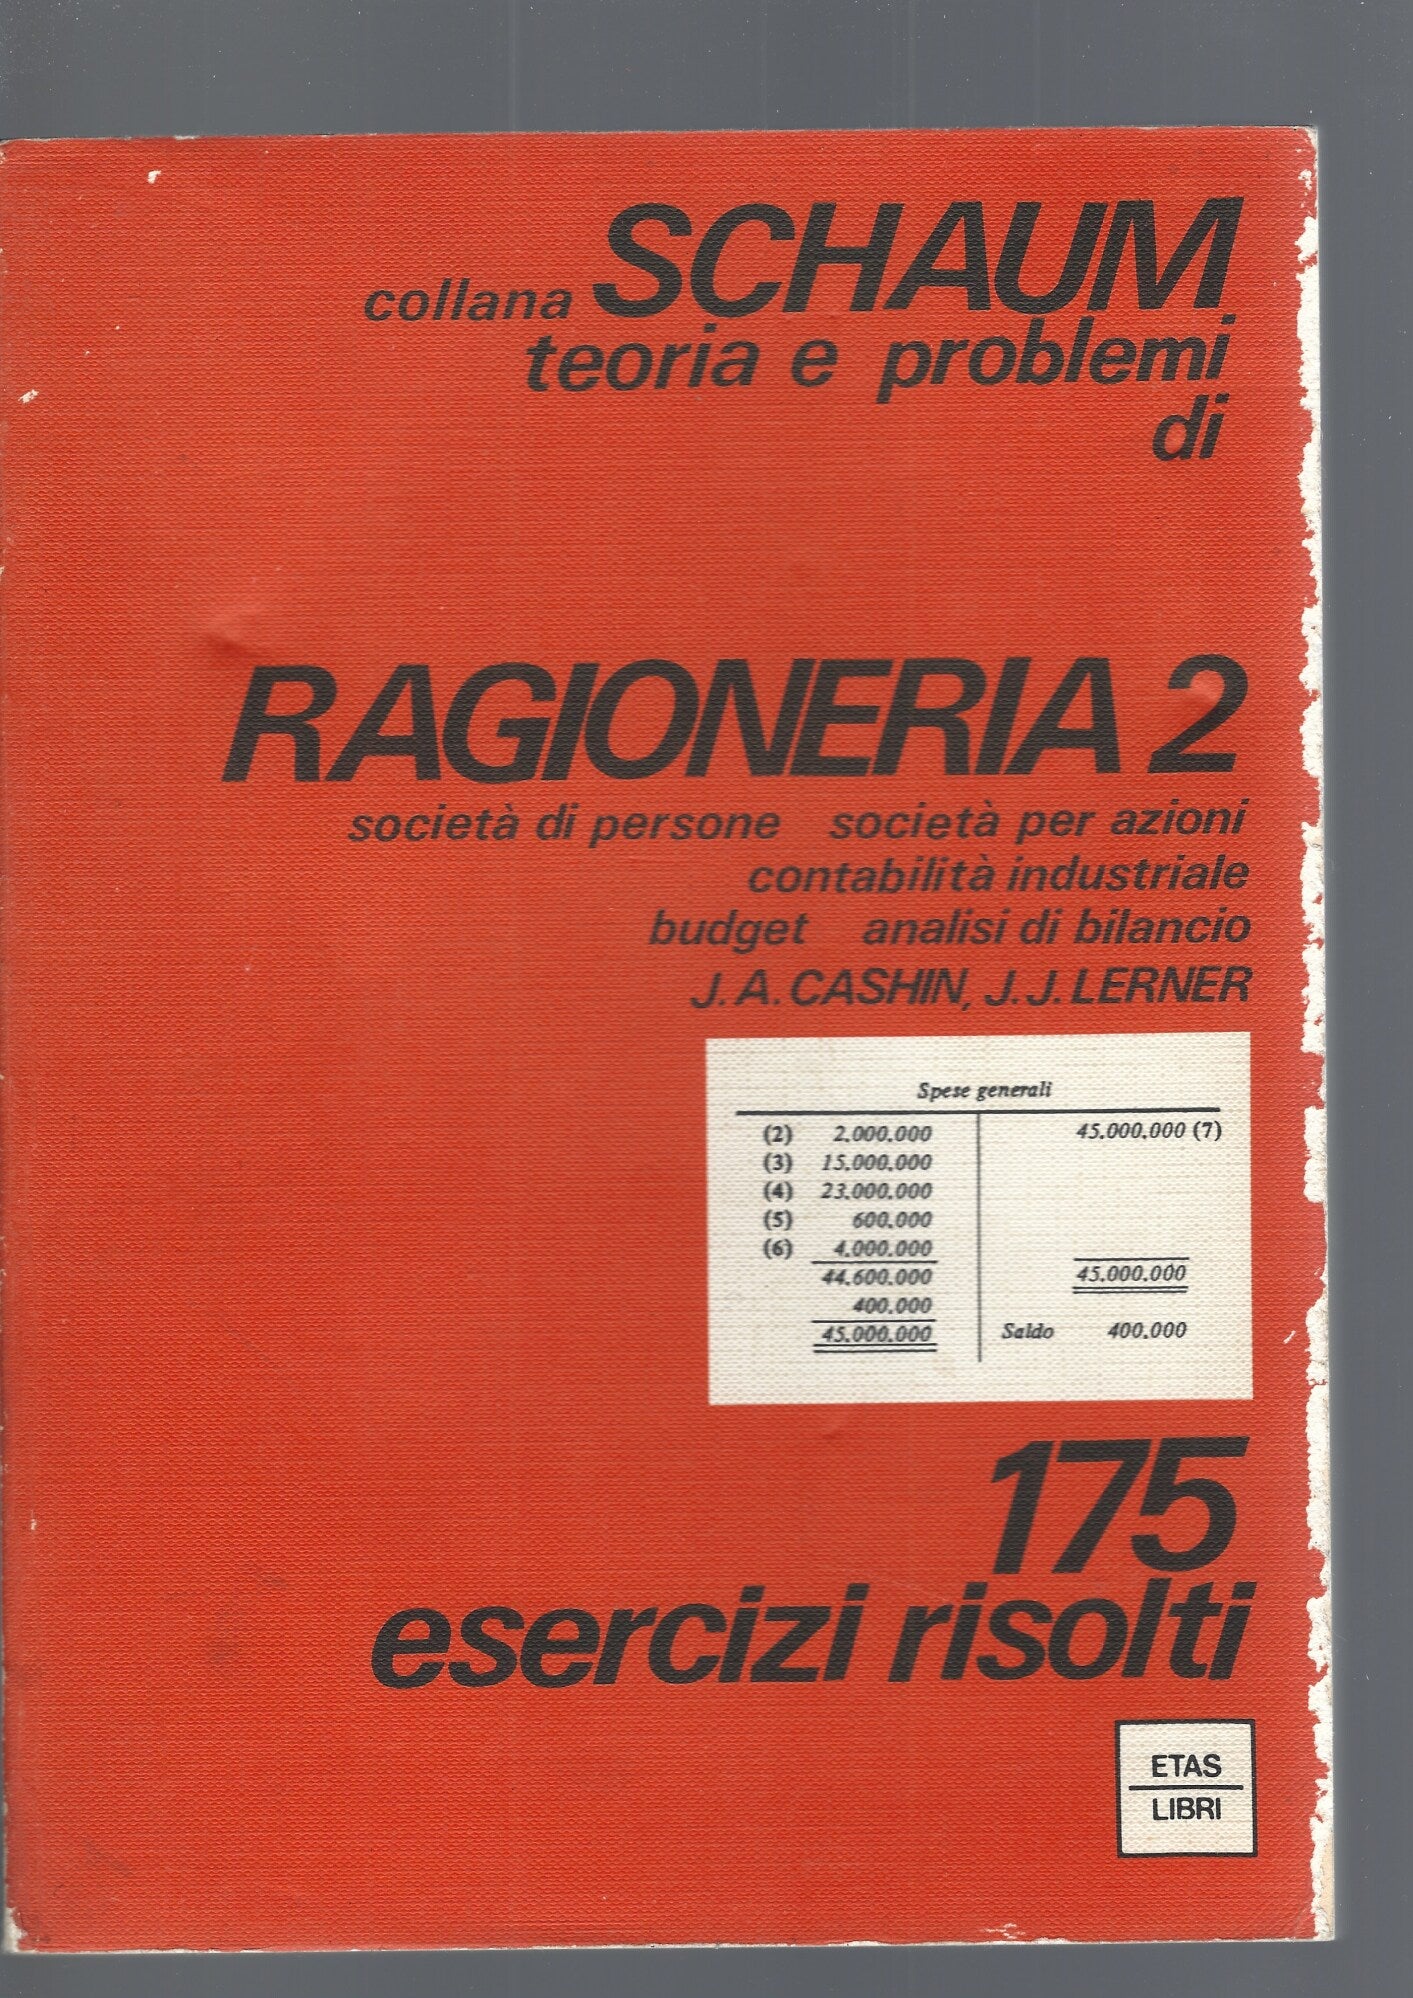 collana SCHAUM
teoria e problemi
di
RAGIONERIA 2
società di persone società per azioni
contabilità industriale
budget analisi di bilancio
J. A. CASHIN, J. J. LERNER
Spese generali
(2) 2.000.000 45.000.000 (7)
(3) 15.000.000
(4) 23.000.000
(5) 600.000
(6) 4.000.000
44.600.000 45.000.000
400.000
45.000.000 Saldo 400.000
175
esercizi risolti
ETAS
LIBRI